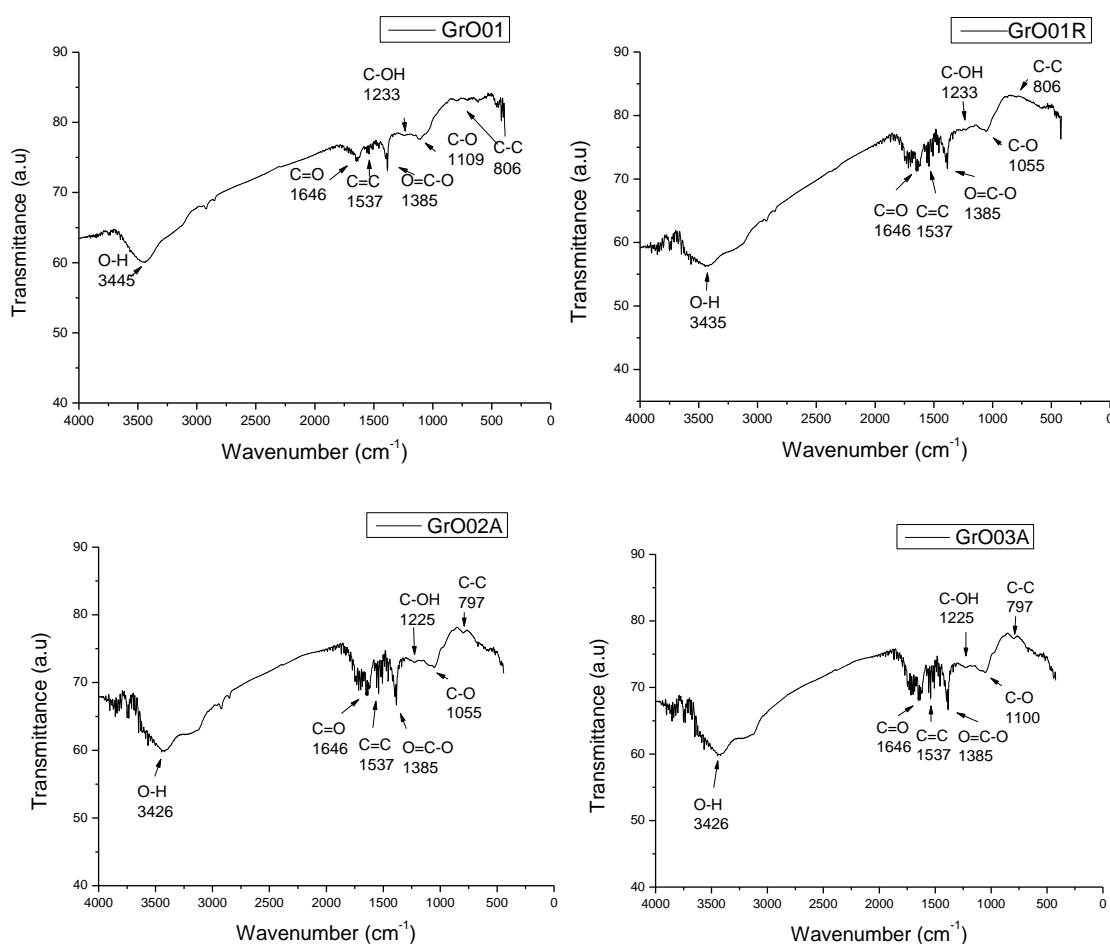 GrO01
Transmittance (a.u)
90
80
70
60
50
40
C-OH
1233
C-O
1109
C-C
806
C=O
1646
C=C
1537
O=C-O
1385
O-H
3445
4000 3500 3000 2500 2000 1500 1000 500 0
Wavenumber (cm⁻¹)
GrO01R
Transmittance (a.u)
90
80
70
60
50
40
C-OH
1233
C-C
806
C-O
1055
C=O
1646
C=C
1537
O=C-O
1385
O-H
3435
4000 3500 3000 2500 2000 1500 1000 500 0
Wavenumber (cm⁻¹)
GrO02A
Transmittance (a.u)
90
80
70
60
50
40
C-OH
1225
C-C
797
C-O
1055
C=O
1646
C=C
1537
O=C-O
1385
O-H
3426
4000 3500 3000 2500 2000 1500 1000 500 0
Wavenumber (cm⁻¹)
GrO03A
Transmittance (a.u)
90
80
70
60
50
40
C-OH
1225
C-C
797
C-O
1100
C=O
1646
C=C
1537
O=C-O
1385
O-H
3426
4000 3500 3000 2500 2000 1500 1000 500 0
Wavenumber (cm⁻¹)